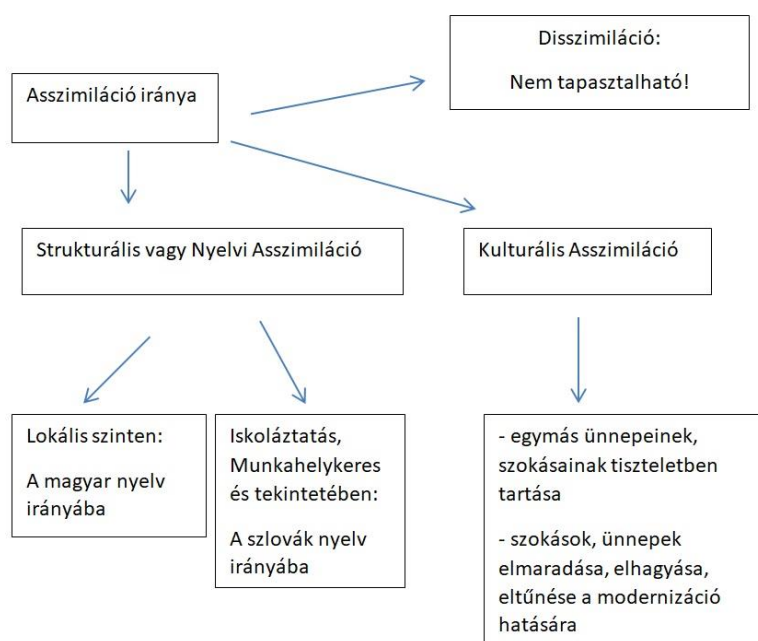 Disszimiláció:
Nem tapasztalható!
Asszimiláció iránya
Strukturális vagy Nyelvi Asszimiláció
Kulturális Asszimiláció
Lokális szinten:
A magyar nyelv
irányába
Iskoláztatás,
Munkahelykeres
és tekintetében:
A szlovák nyelv
irányába
- egymás ünnepeinek,
szokásainak tiszteletben
tartása
- szokások, ünnepek
elmaradása, elhagyása,
eltűnése a modernizáció
hatására